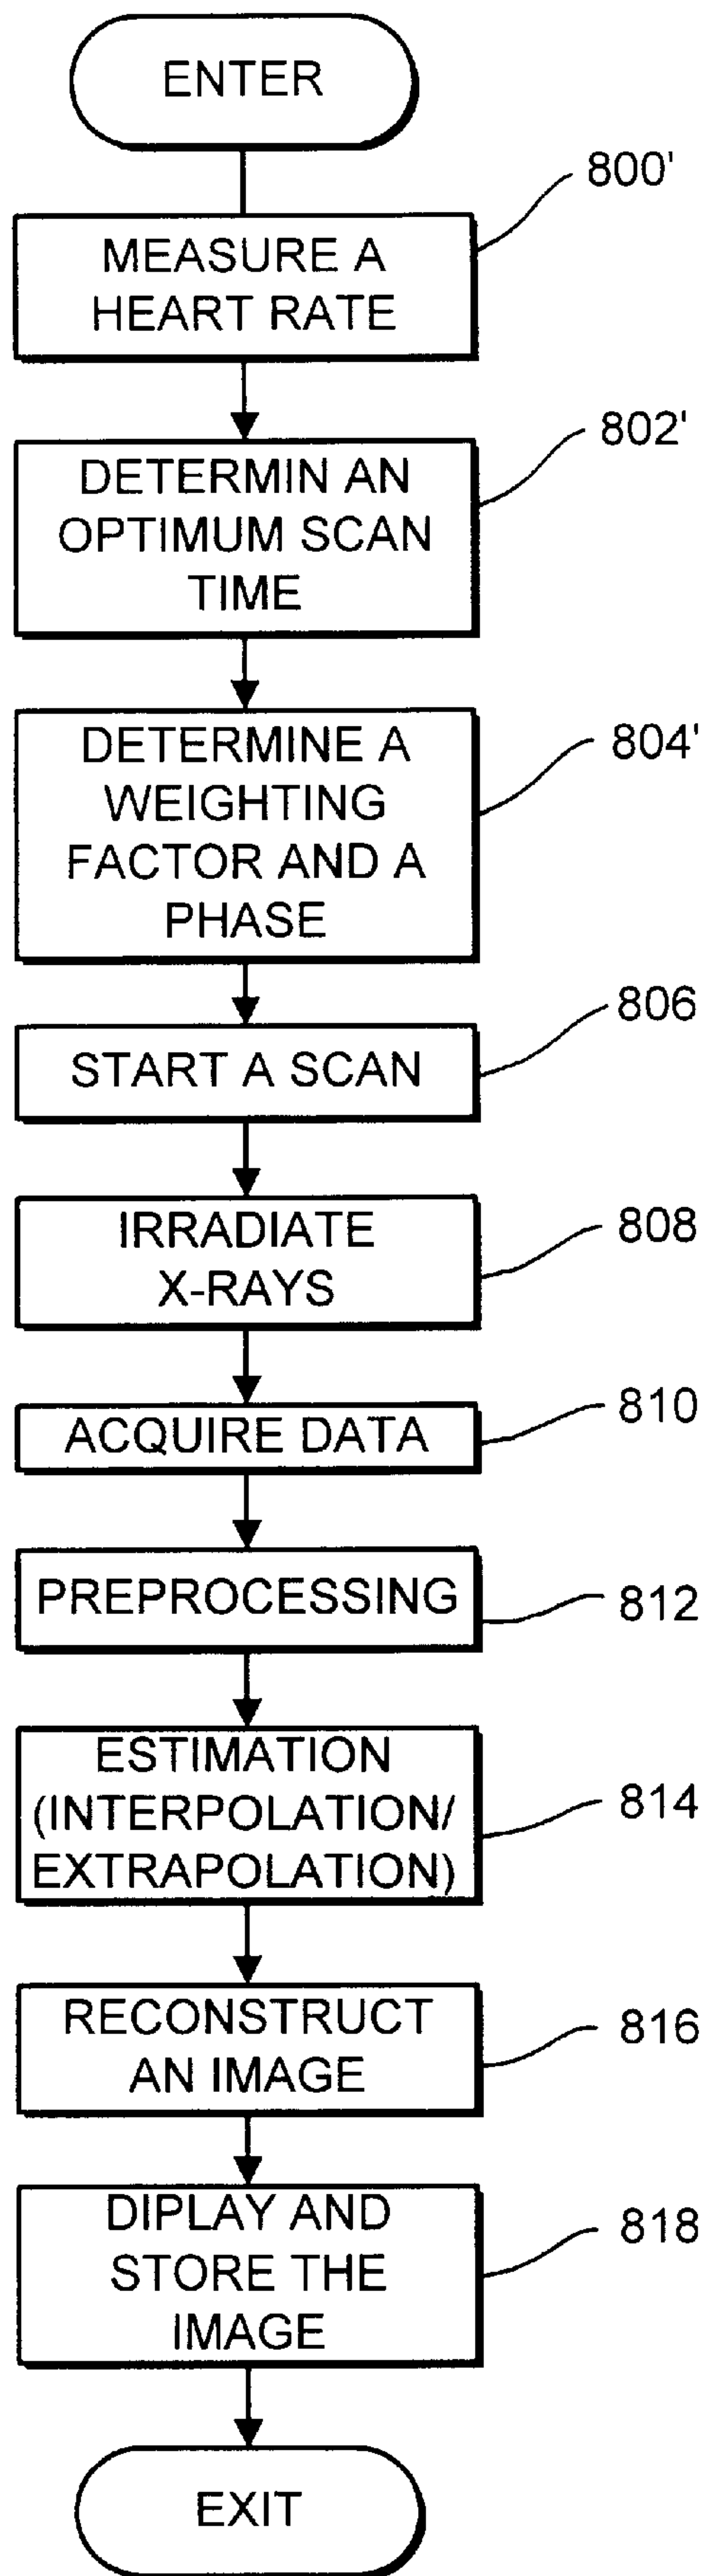 ENTER
800'
MEASURE A
HEART RATE
802'
DETERMIN AN
OPTIMUM SCAN
TIME
804'
DETERMINE A
WEIGHTING
FACTOR AND A
PHASE
806
START A SCAN
808
IRRADIATE
X-RAYS
810
ACQUIRE DATA
812
PREPROCESSING
814
ESTIMATION
(INTERPOLATION/
EXTRAPOLATION)
816
RECONSTRUCT
AN IMAGE
818
DIPLAY AND
STORE THE
IMAGE
EXIT